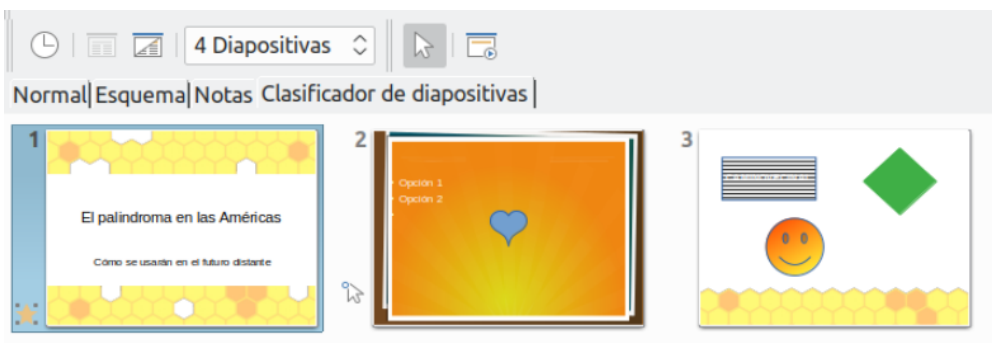 4 Diapositivas
Normal Esquema Notas Clasificador de diapositivas
1
El palindroma en las Américas
Cómo se usarán en el futuro distante
2
Opción 1
Opción 2
3